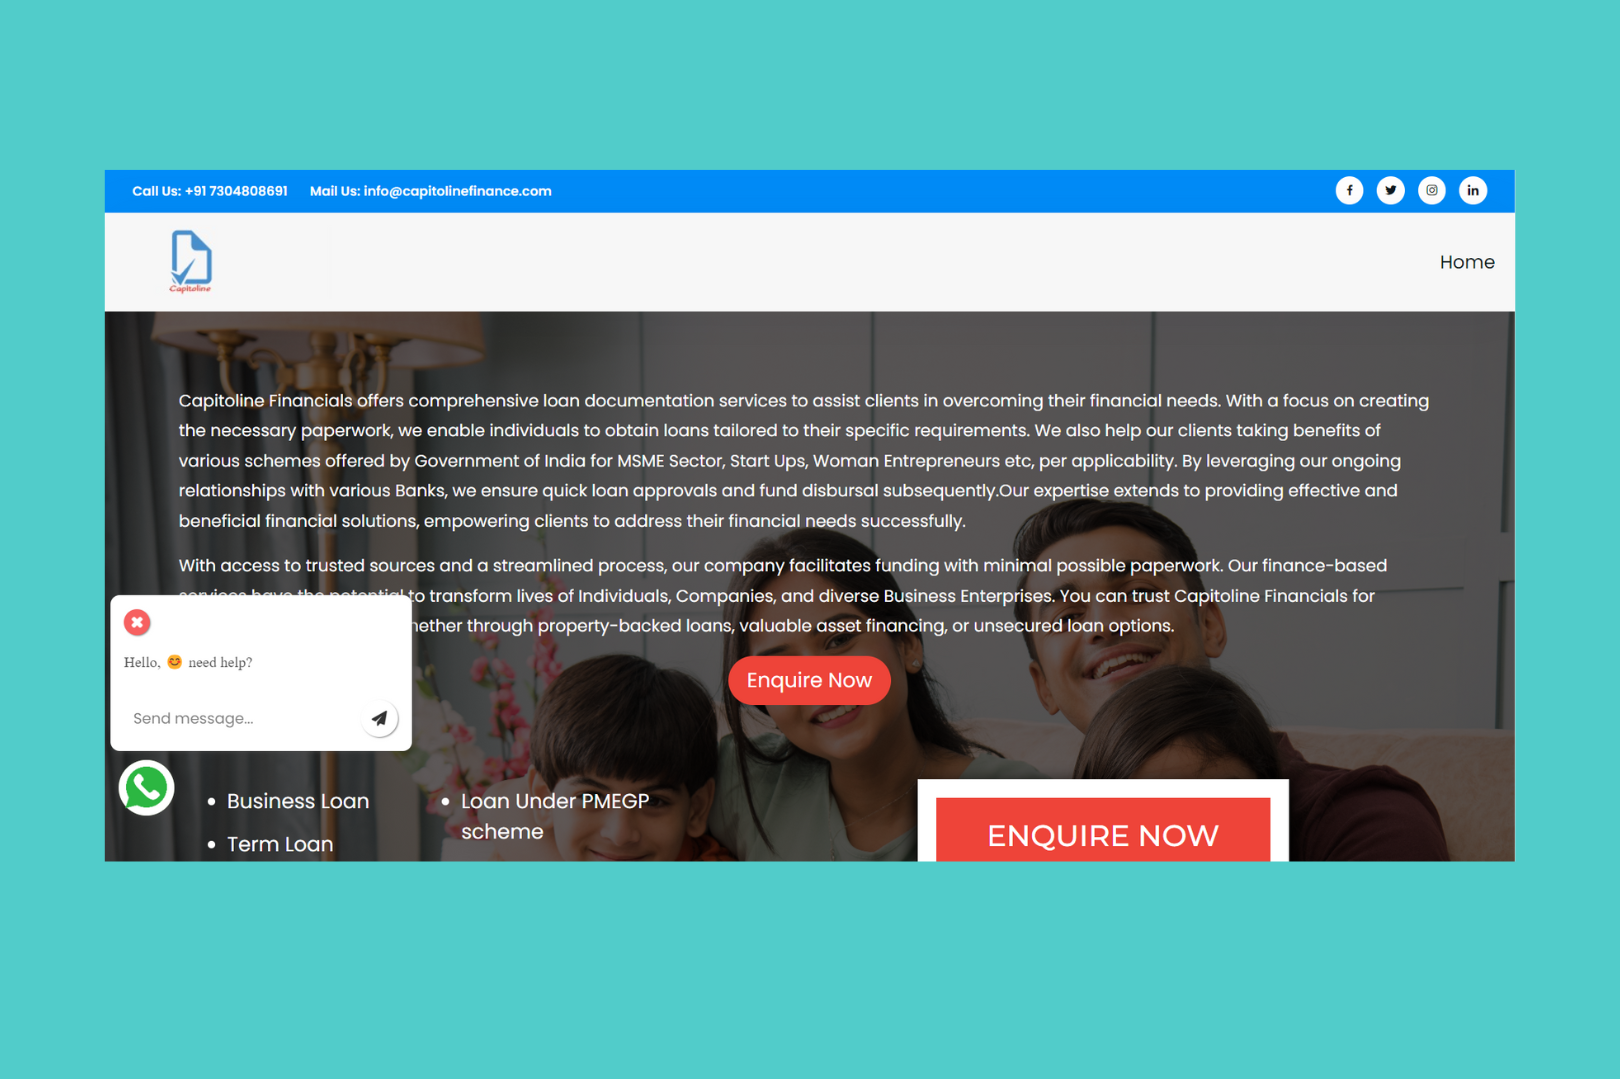 Call Us: +91 7304808691 Mail Us: info@capitolinefinance.com
Capitoline
Home
Capitoline Financials offers comprehensive loan documentation services to assist clients in overcoming their financial needs. With a focus on creating
the necessary paperwork, we enable individuals to obtain loans tailored to their specific requirements. We also help our clients taking benefits of
various schemes offered by Government of India for MSME Sector, Start Ups, Woman Entrepreneurs etc, per applicability. By leveraging our ongoing
relationships with various Banks, we ensure quick loan approvals and fund disbursal subsequently.Our expertise extends to providing effective and
beneficial financial solutions, empowering clients to address their financial needs successfully.
With access to trusted sources and a streamlined process, our company facilitates funding with minimal possible paperwork. Our finance-based
services have the potential to transform lives of Individuals, Companies, and diverse Business Enterprises. You can trust Capitoline Financials for
through property-backed loans, valuable asset financing, or unsecured loan options.
Hello, 😊 need help?
Send message...
Enquire Now
• Business Loan
• Term Loan
• Loan Under PMEGP
scheme
ENQUIRE NOW